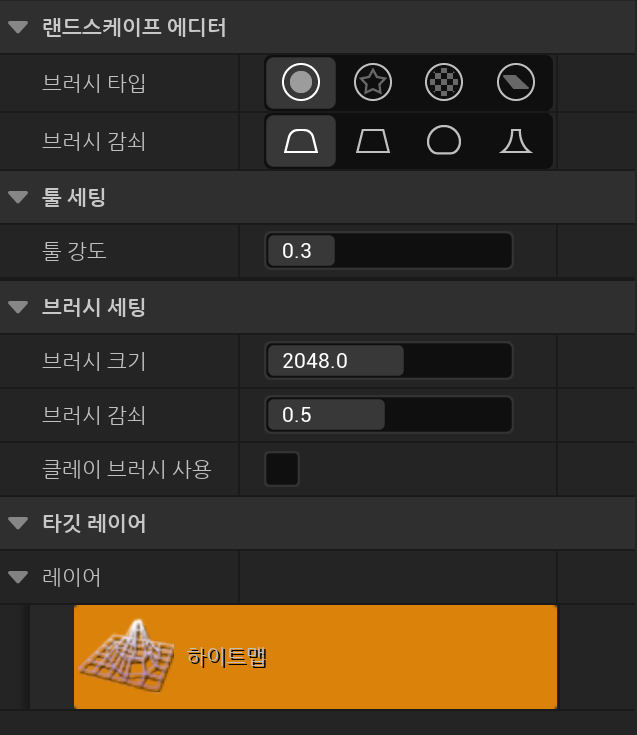 랜드스케이프 에디터
브러시 타입
브러시 감쇠
툴 세팅
툴 강도 0.3
브러시 세팅
브러시 크기 2048.0
브러시 감쇠 0.5
클레이 브러시 사용
타깃 레이어
레이어
하이트맵